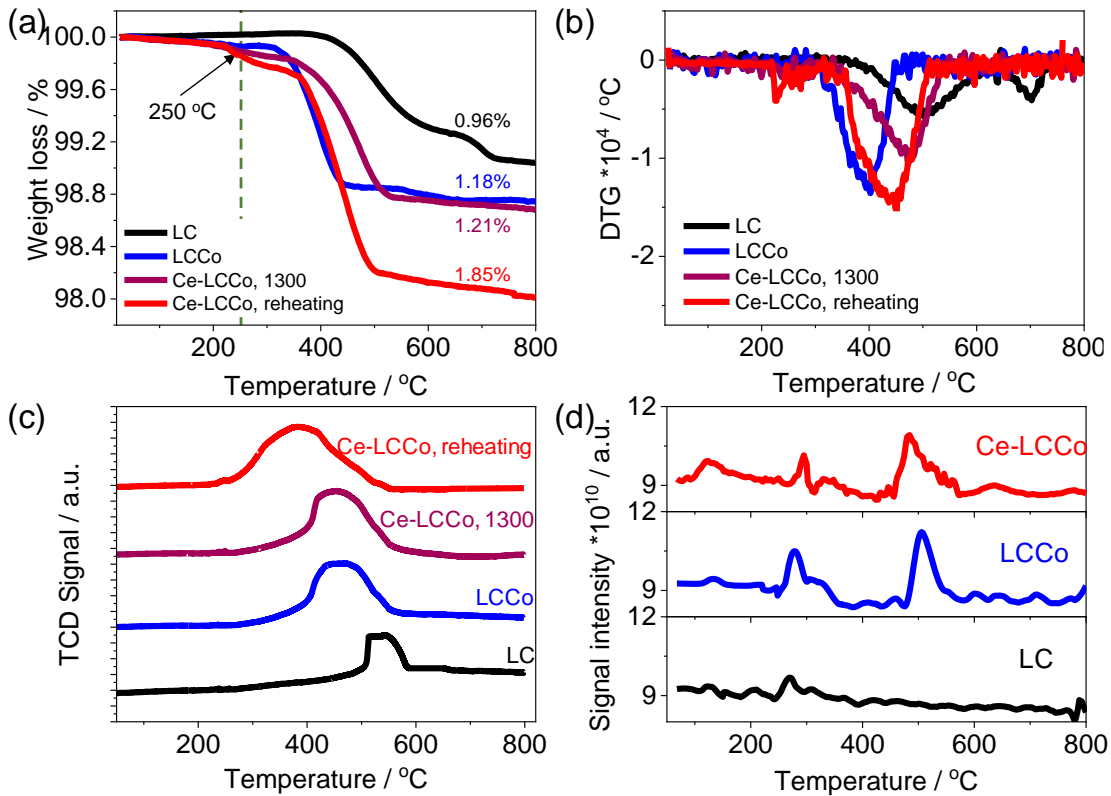 (a)
100.0
99.6
99.2
98.8
98.4
98.0
Weight loss / %
250 °C
0.96%
1.18%
1.21%
1.85%
LC
LCCo
Ce-LCCo, 1300
Ce-LCCo, reheating
200 400 600 800
Temperature / °C
(b)
0
-1
-2
DTG *10⁴ / °C
LC
LCCo
Ce-LCCo, 1300
Ce-LCCo, reheating
200 400 600 800
Temperature / °C
(c)
TCD Signal / a.u.
Ce-LCCo, reheating
Ce-LCCo, 1300
LCCo
LC
200 400 600 800
Temperature / °C
(d)
Signal intensity *10¹⁰ / a.u.
12
Ce-LCCo
9
12
LCCo
9
12
LC
9
200 400 600 800
Temperature / °C